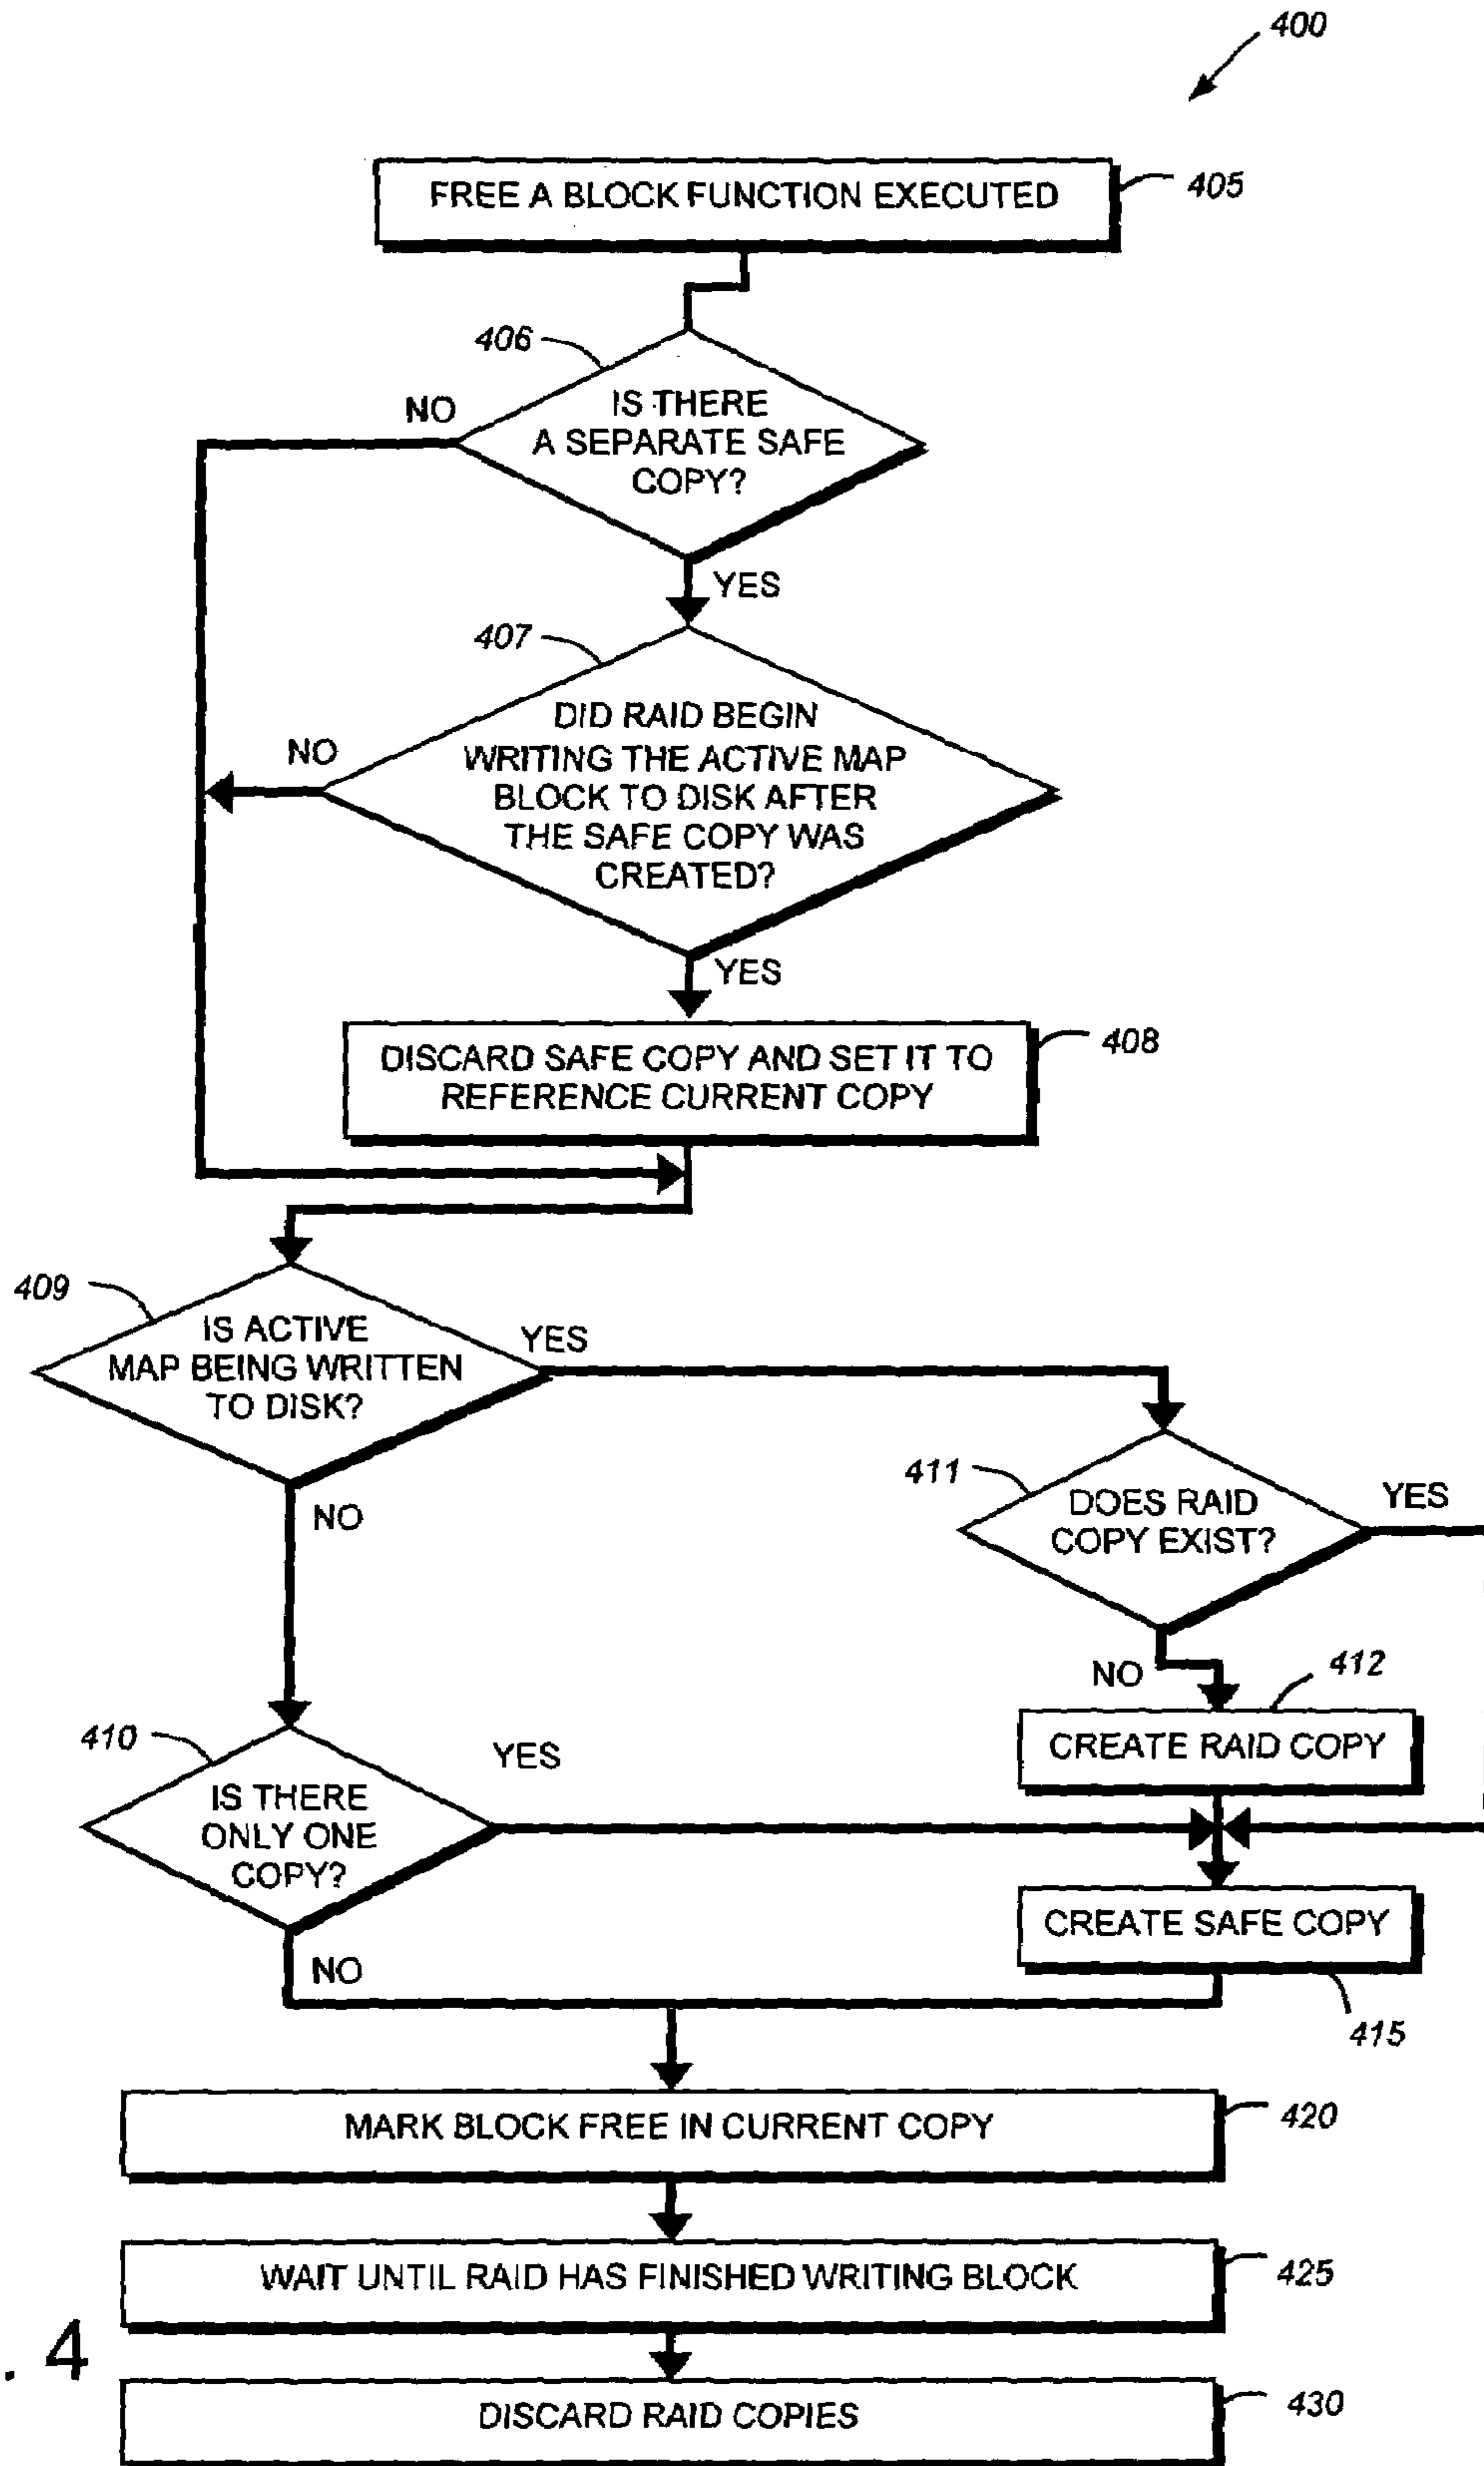 400
FREE A BLOCK FUNCTION EXECUTED
405
406
NO
IS THERE
A SEPARATE SAFE
COPY?
YES
407
NO
DID RAID BEGIN
WRITING THE ACTIVE MAP
BLOCK TO DISK AFTER
THE SAFE COPY WAS
CREATED?
YES
DISCARD SAFE COPY AND SET IT TO
REFERENCE CURRENT COPY
408
409
IS ACTIVE
MAP BEING WRITTEN
TO DISK?
YES
NO
411
DOES RAID
COPY EXIST?
YES
NO
412
CREATE RAID COPY
410
IS THERE
ONLY ONE
COPY?
YES
NO
CREATE SAFE COPY
415
MARK BLOCK FREE IN CURRENT COPY
420
WAIT UNTIL RAID HAS FINISHED WRITING BLOCK
425
. 4
DISCARD RAID COPIES
430